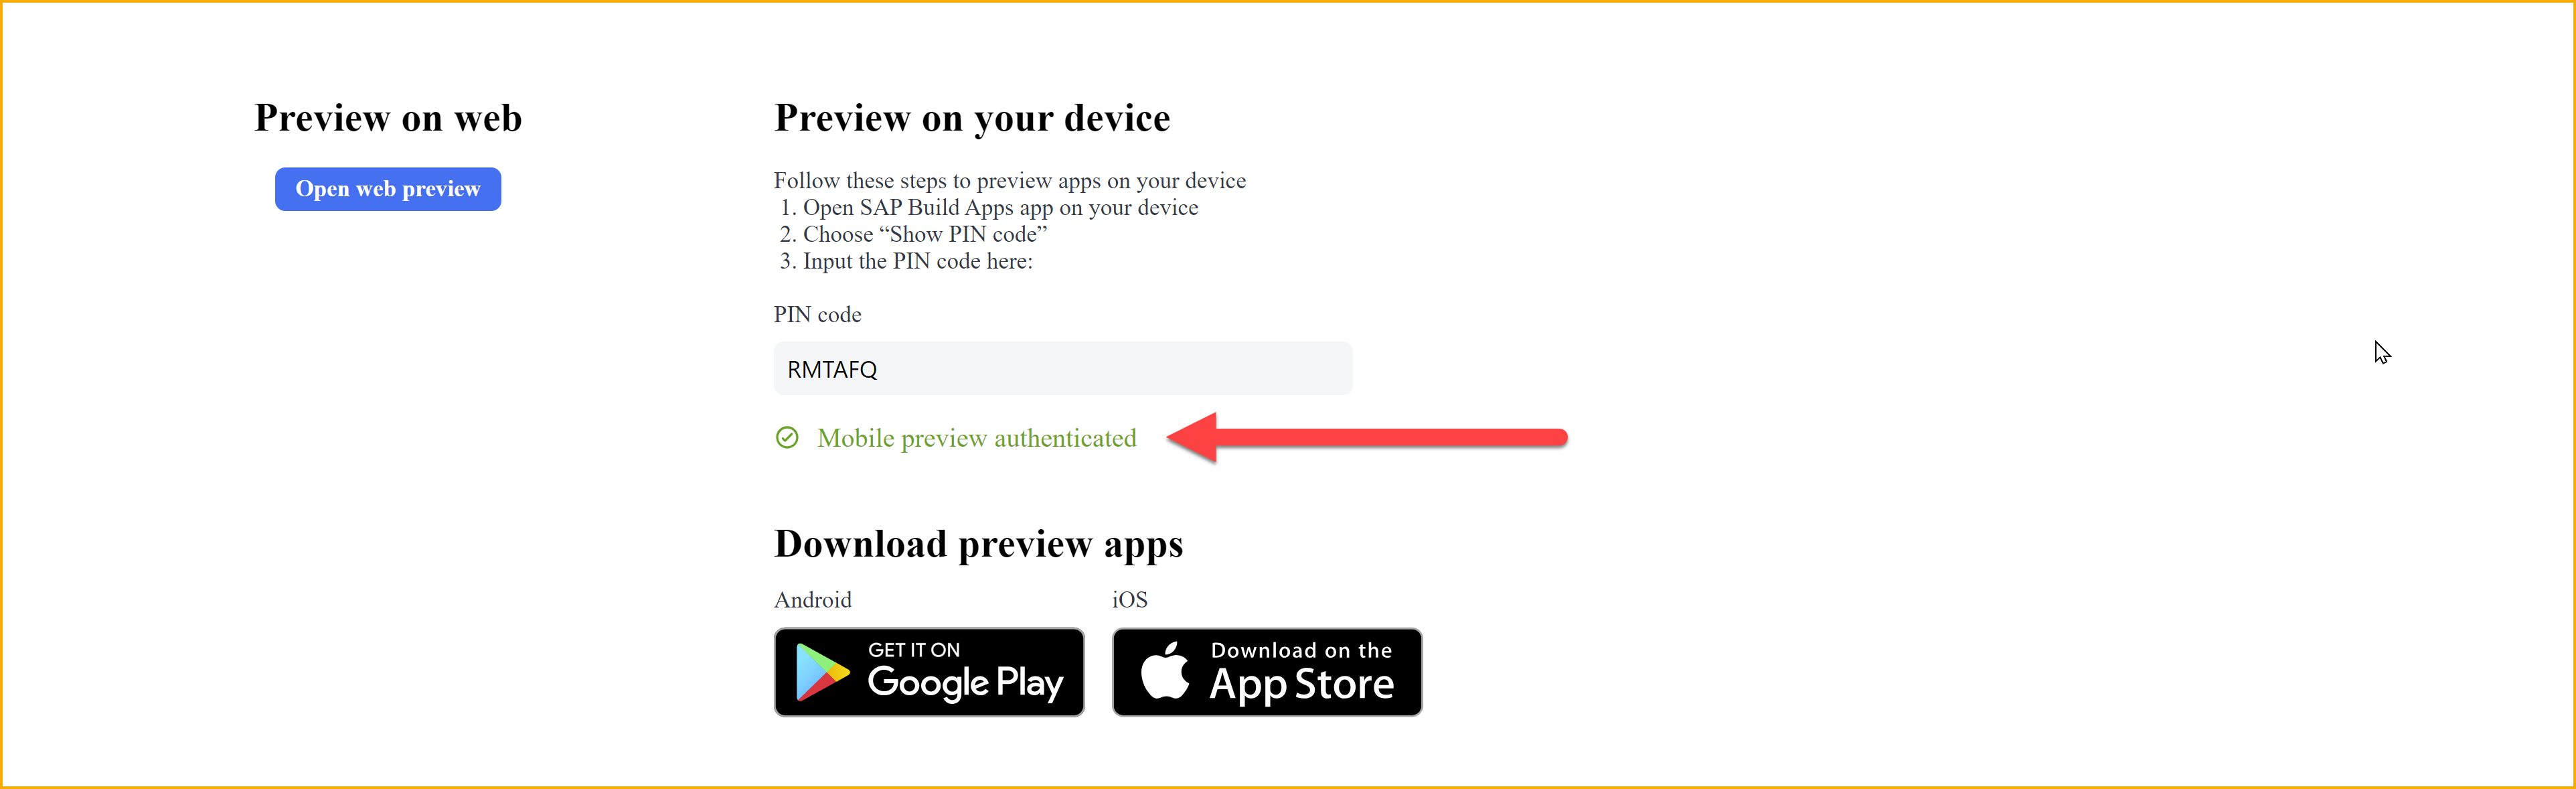 Preview on web
Open web preview
Preview on your device
Follow these steps to preview apps on your device
1. Open SAP Build Apps app on your device
2. Choose “Show PIN code”
3. Input the PIN code here:
PIN code
RMTAFQ
Mobile preview authenticated
Download preview apps
Android
GET IT ON
Google Play
iOS
Download on the
App Store